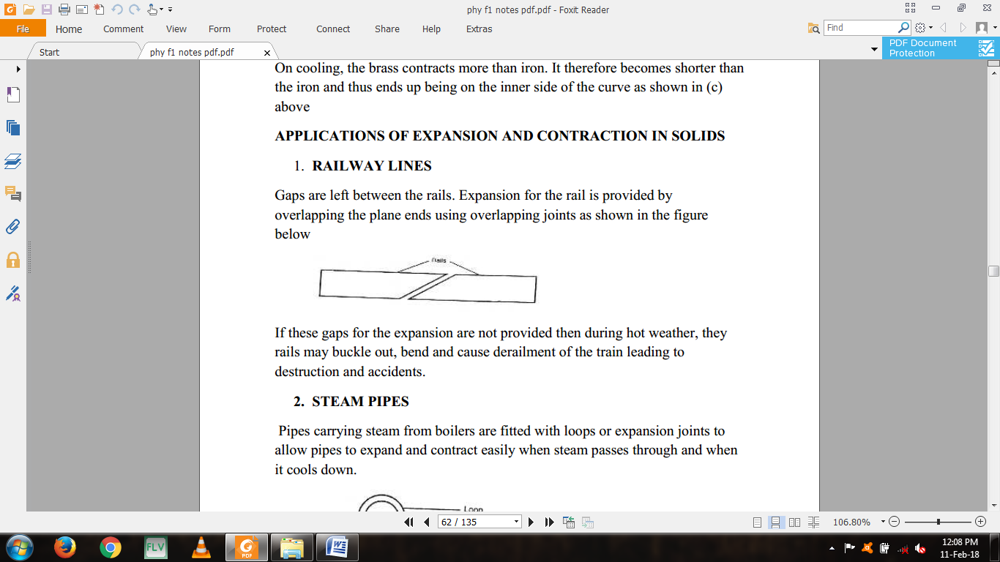 phy f1 notes pdf.pdf - Foxit Reader
File Home Comment View Form Protect Connect Share Help Extras
Find
Start
phy f1 notes pdf.pdf
PDF Document
Protection
On cooling, the brass contracts more than iron. It therefore becomes shorter than
the iron and thus ends up being on the inner side of the curve as shown in (c)
above
APPLICATIONS OF EXPANSION AND CONTRACTION IN SOLIDS
1. RAILWAY LINES
Gaps are left between the rails. Expansion for the rail is provided by
overlapping the plane ends using overlapping joints as shown in the figure
below
Rails
If these gaps for the expansion are not provided then during hot weather, they
rails may buckle out, bend and cause derailment of the train leading to
destruction and accidents.
2. STEAM PIPES
Pipes carrying steam from boilers are fitted with loops or expansion joints to
allow pipes to expand and contract easily when steam passes through and when
it cools down.
Loop
62 / 135
106.80%
FLV
PDF
12:08 PM
11-Feb-18